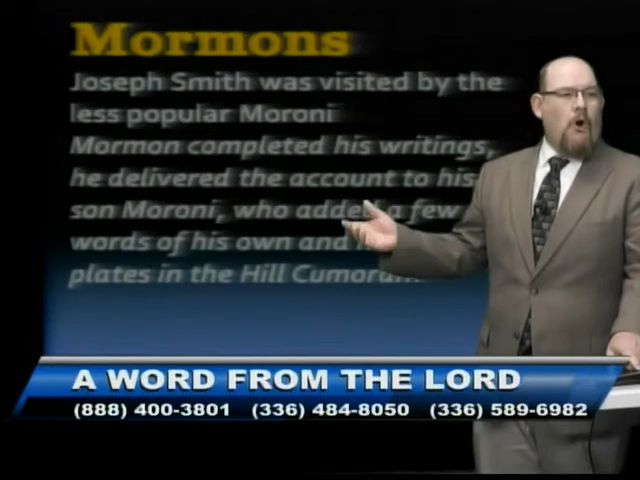 Mormons
Joseph Smith was visited by the
less popular Moroni
Mormon completed his writings,
he delivered the account to his
son Moroni, who added a few
words of his own and
plates in the Hill Cumorah
A WORD FROM THE LORD
(888) 400-3801 (336) 484-8050 (336) 589-6982